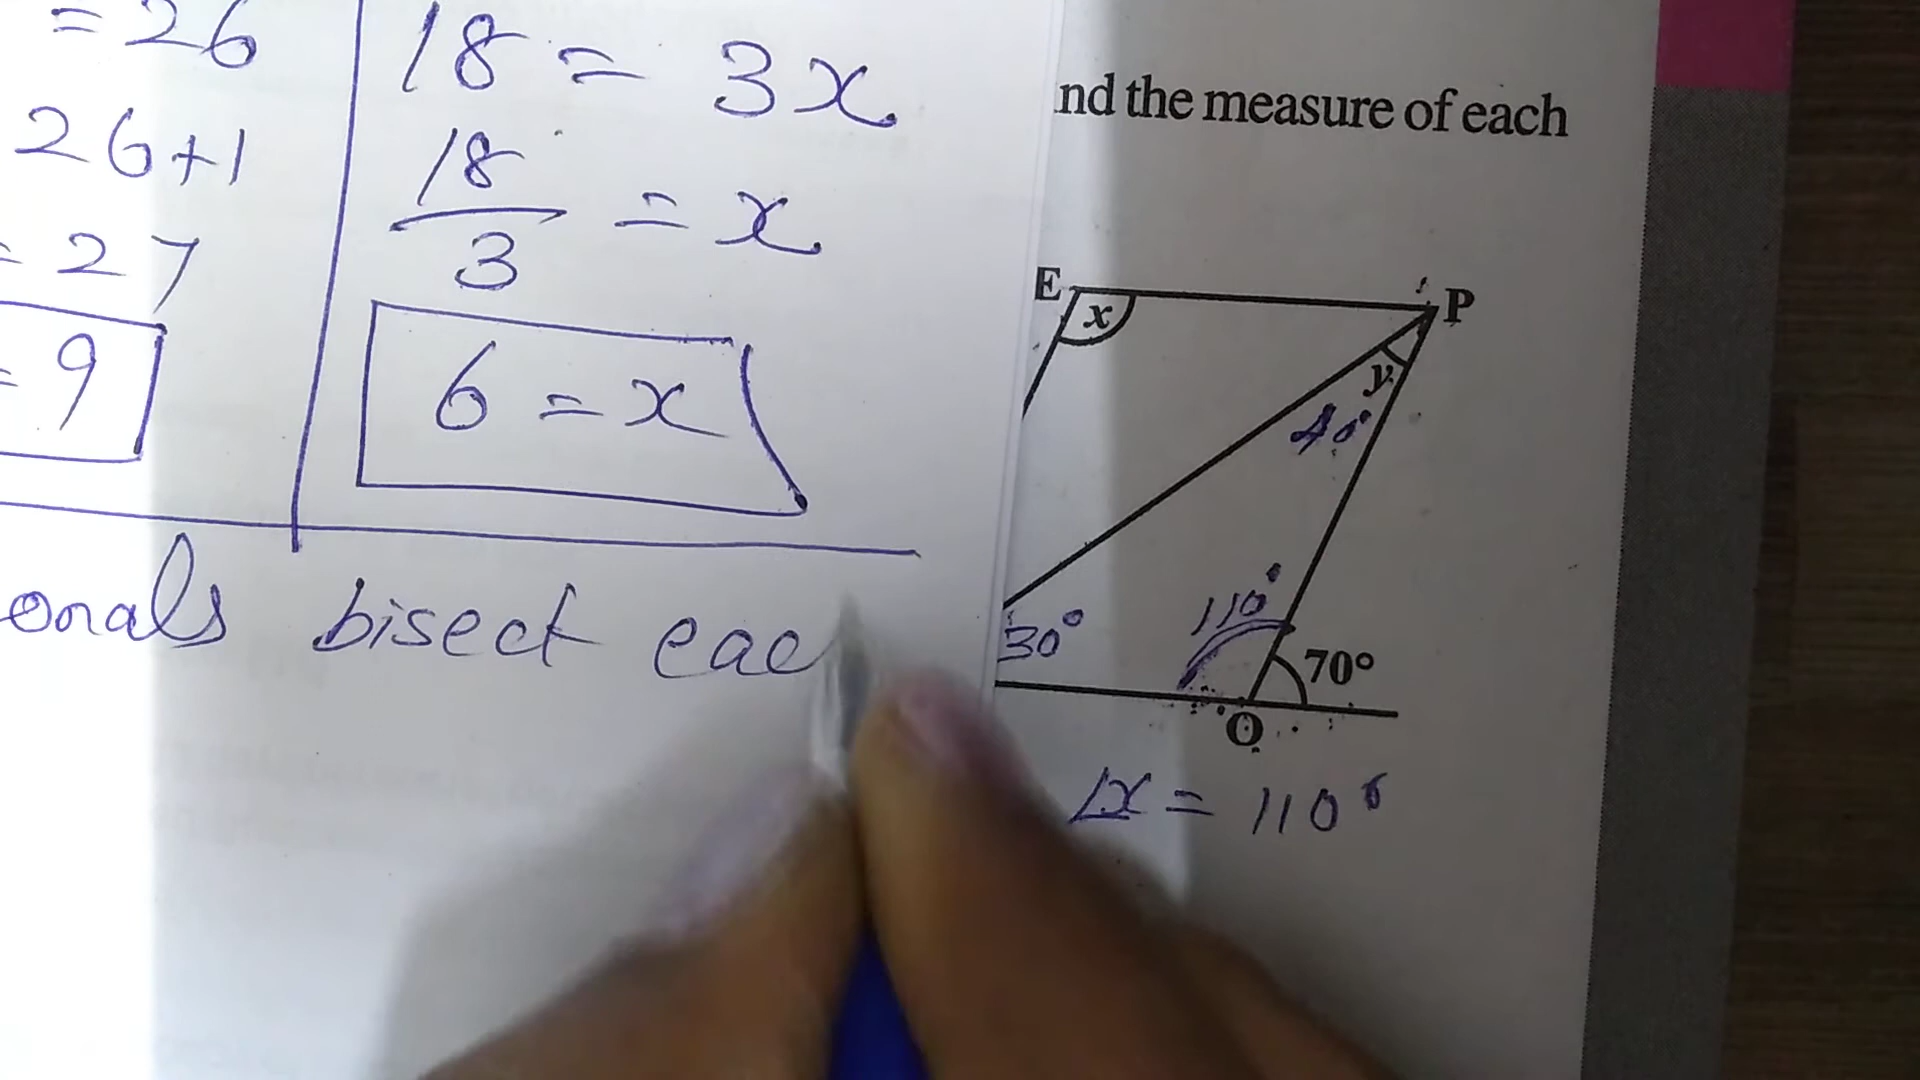 = 26
26+1
= 27
= 9
18 = 3x
18
3
= x
6 = x
onals bisect eac
nd the measure of each
E
x
P
y
40°
110°
30°
70°
O
∠x = 110°